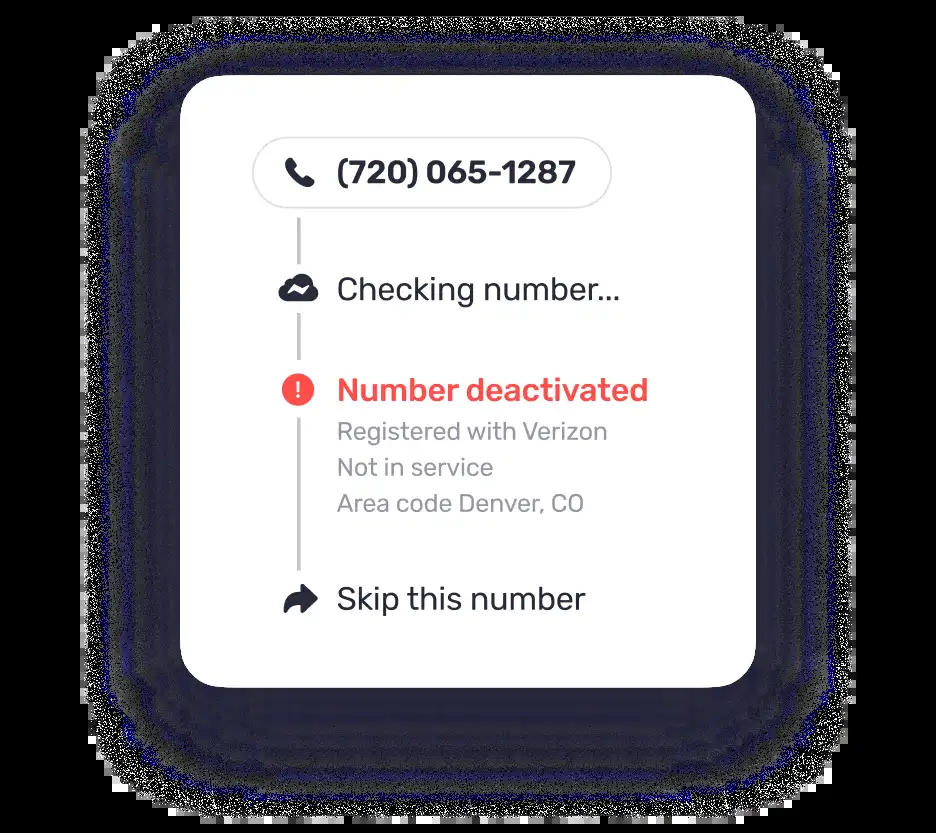 (720) 065-1287
Checking number...
Number deactivated
Registered with Verizon
Not in service
Area code Denver, CO
Skip this number